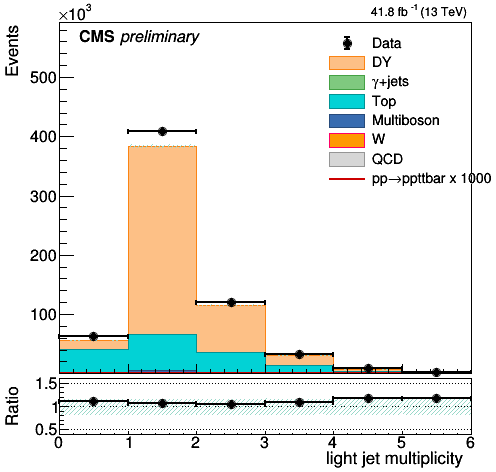 ×10³
41.8 fb⁻¹ (13 TeV)
CMS preliminary
Events
500
400
300
200
100
Data
DY
γ+jets
Top
Multiboson
W
QCD
pp→ppttbar x 1000
Ratio
1.5
1
0.5
0 1 2 3 4 5 6
light jet multiplicity